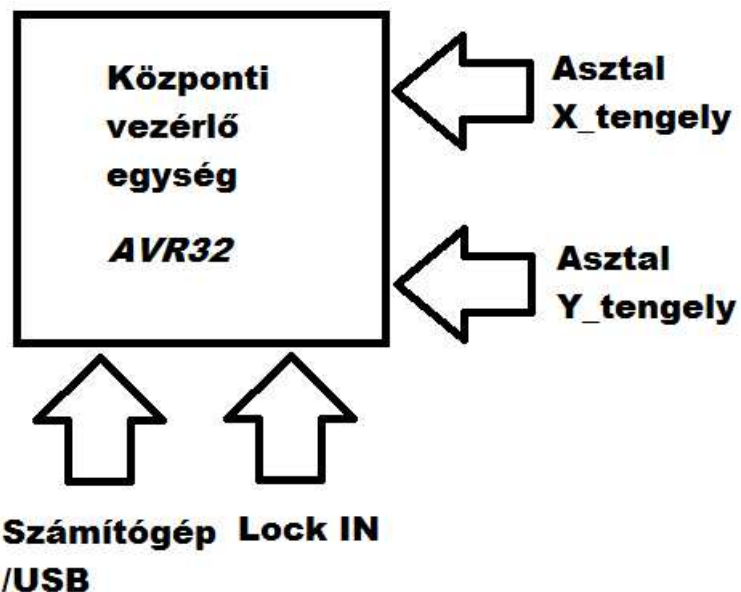 Központi
vezérlő
egység
AVR32
Asztal
X_tengely
Asztal
Y_tengely
Számítógép
/USB
Lock IN